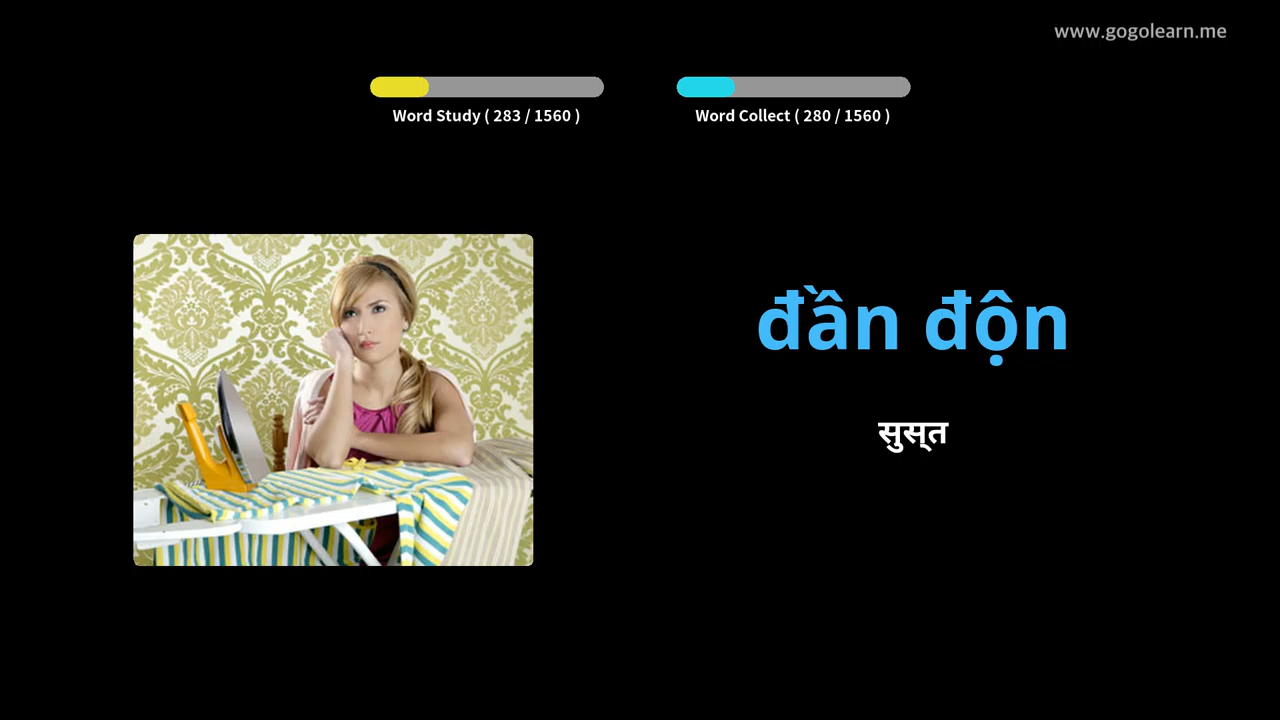 www.gogolearn.me
Word Study ( 283 / 1560 )
Word Collect ( 280 / 1560 )
đần độn
सुस्त